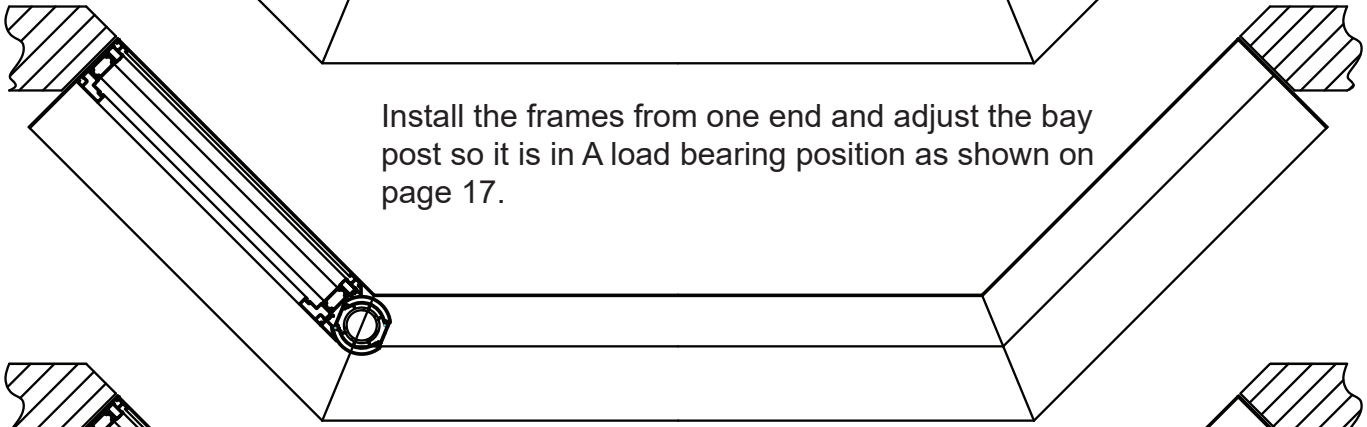 Install the frames from one end and adjust the bay
post so it is in A load bearing position as shown on
page 17.